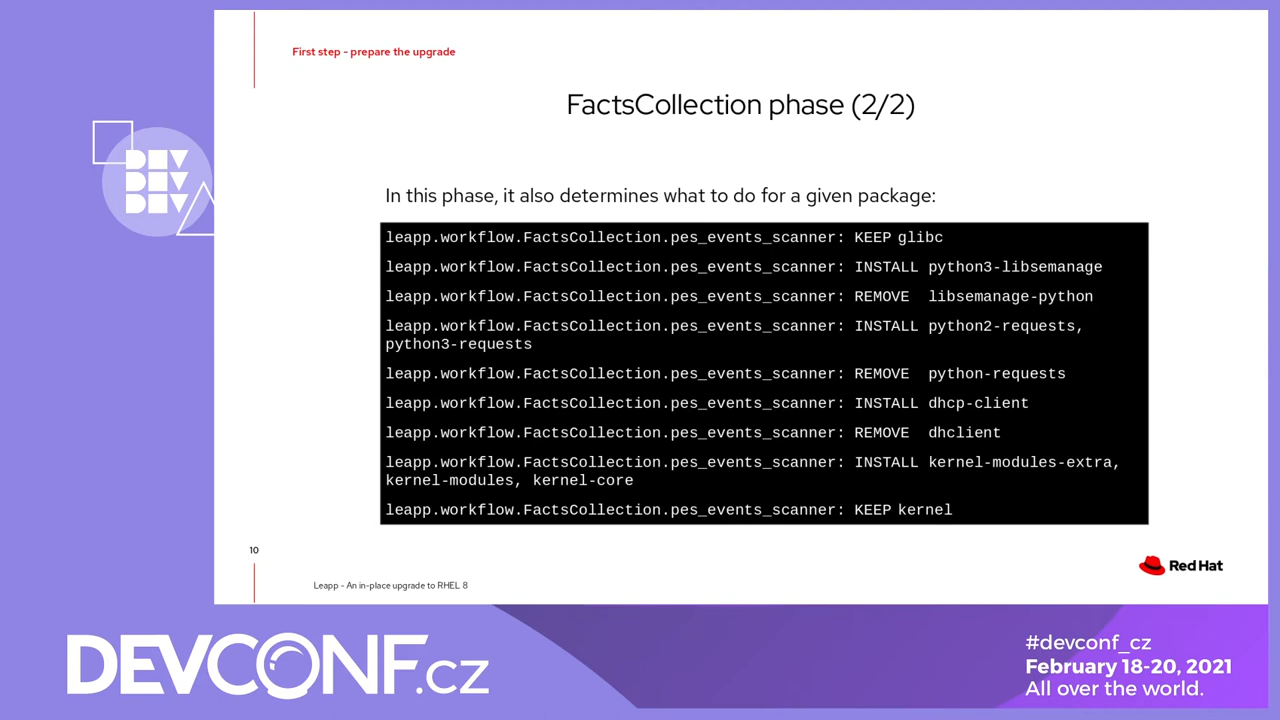 First step - prepare the upgrade
FactsCollection phase (2/2)
DEV
DEV
DEV
In this phase, it also determines what to do for a given package:
leapp.workflow.FactsCollection.pes_events_scanner: KEEP glibc
leapp.workflow.FactsCollection.pes_events_scanner: INSTALL python3-libsemanage
leapp.workflow.FactsCollection.pes_events_scanner: REMOVE libsemanage-python
leapp.workflow.FactsCollection.pes_events_scanner: INSTALL python2-requests,
python3-requests
leapp.workflow.FactsCollection.pes_events_scanner: REMOVE python-requests
leapp.workflow.FactsCollection.pes_events_scanner: INSTALL dhcp-client
leapp.workflow.FactsCollection.pes_events_scanner: REMOVE dhclient
leapp.workflow.FactsCollection.pes_events_scanner: INSTALL kernel-modules-extra,
kernel-modules, kernel-core
leapp.workflow.FactsCollection.pes_events_scanner: KEEP kernel
10
Red Hat
Leapp - An in-place upgrade to RHEL 8
DEVCONF.cz
#devconf_cz
February 18-20, 2021
All over the world.